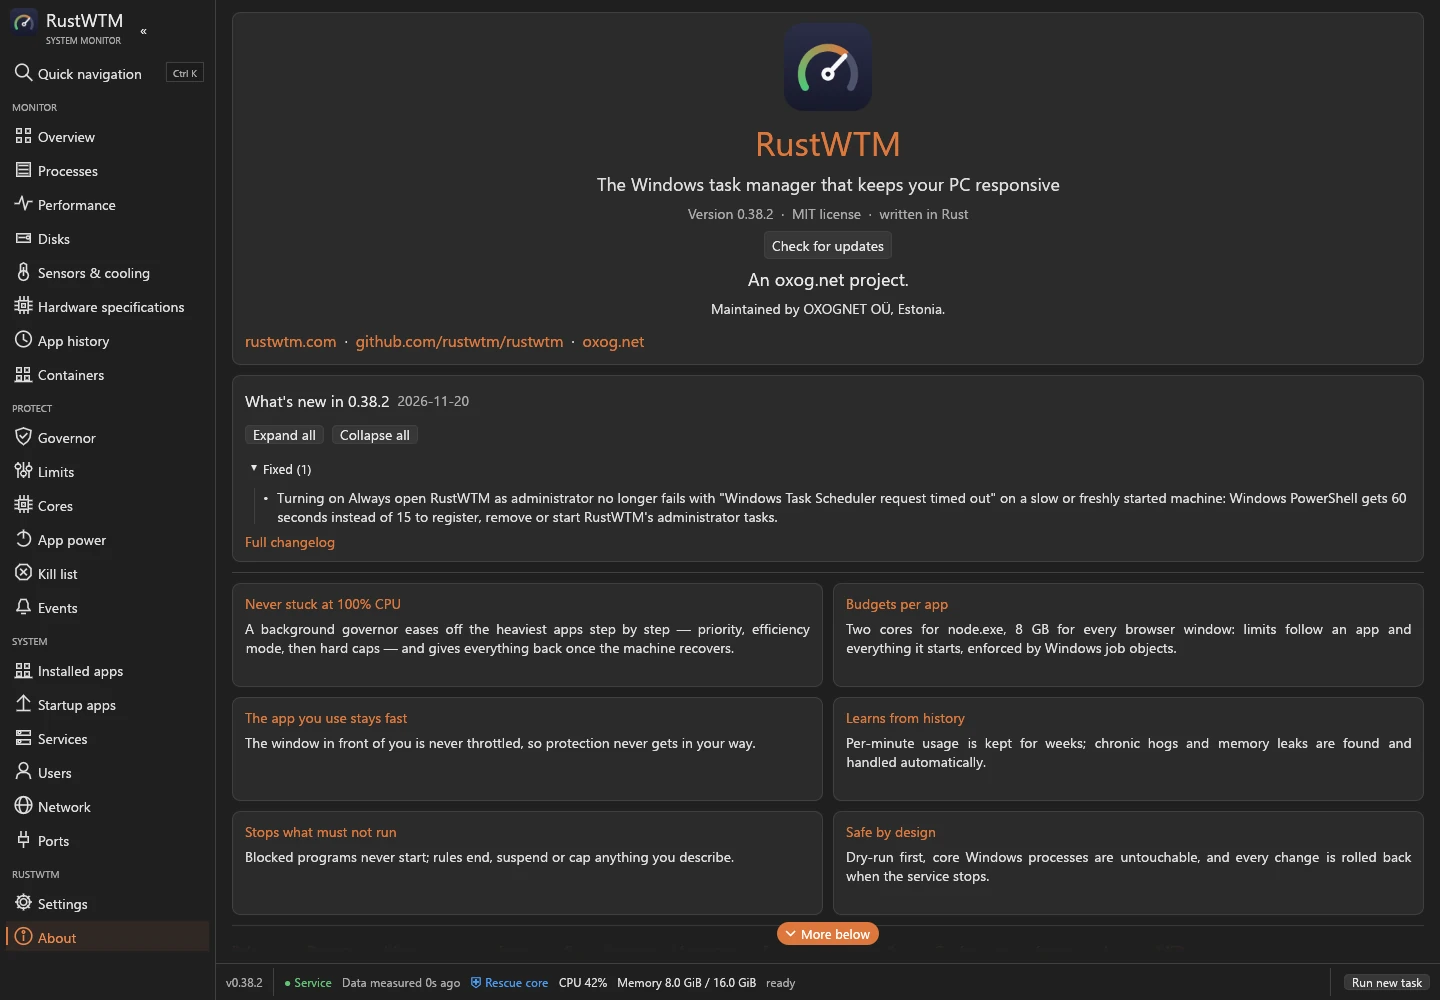 RustWTM
SYSTEM MONITOR
«
Quick navigation
Ctrl K
MONITOR
Overview
Processes
Performance
Disks
Sensors & cooling
Hardware specifications
App history
Containers
PROTECT
Governor
Limits
Cores
App power
Kill list
Events
SYSTEM
Installed apps
Startup apps
Services
Users
Network
Ports
RUSTWTM
Settings
About
RustWTM
The Windows task manager that keeps your PC responsive
Version 0.38.2 · MIT license · written in Rust
Check for updates
An oxog.net project.
Maintained by OXOGNET OÜ, Estonia.
rustwtm.com · github.com/rustwtm/rustwtm · oxog.net
What's new in 0.38.2 2026-11-20
Expand all
Collapse all
Fixed (1)
• Turning on Always open RustWTM as administrator no longer fails with "Windows Task Scheduler request timed out" on a slow or freshly started machine: Windows PowerShell gets 60
seconds instead of 15 to register, remove or start RustWTM's administrator tasks.
Full changelog
Never stuck at 100% CPU
A background governor eases off the heaviest apps step by step — priority, efficiency
mode, then hard caps — and gives everything back once the machine recovers.
Budgets per app
Two cores for node.exe, 8 GB for every browser window: limits follow an app and
everything it starts, enforced by Windows job objects.
The app you use stays fast
The window in front of you is never throttled, so protection never gets in your way.
Learns from history
Per-minute usage is kept for weeks; chronic hogs and memory leaks are found and
handled automatically.
Stops what must not run
Blocked programs never start; rules end, suspend or cap anything you describe.
Safe by design
Dry-run first, core Windows processes are untouchable, and every change is rolled back
when the service stops.
More below
v0.38.2
● Service
Data measured 0s ago
Rescue core
CPU 42%
Memory 8.0 GiB / 16.0 GiB
ready
Run new task